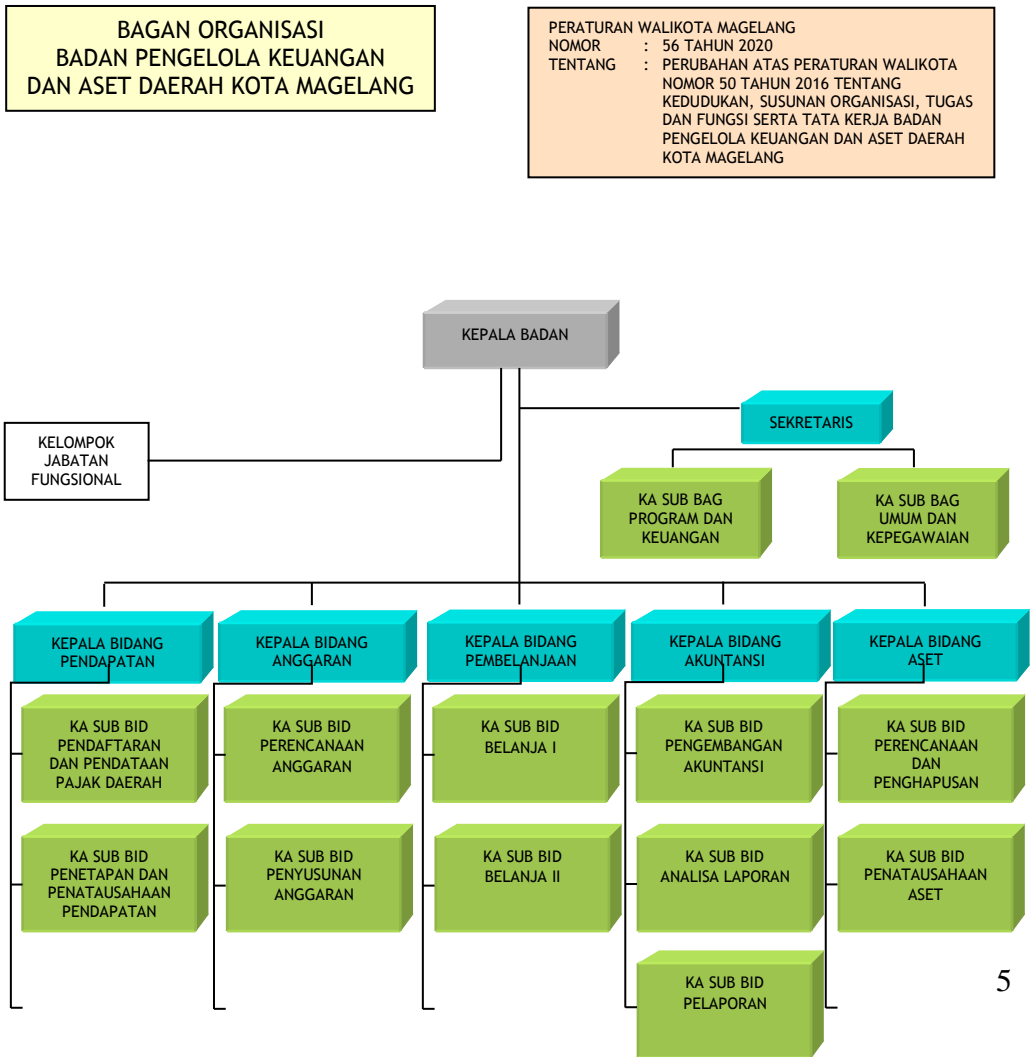 BAGAN ORGANISASI
BADAN PENGELOLA KEUANGAN
DAN ASET DAERAH KOTA MAGELANG
PERATURAN WALIKOTA MAGELANG
NOMOR : 56 TAHUN 2020
TENTANG : PERUBAHAN ATAS PERATURAN WALIKOTA
NOMOR 50 TAHUN 2016 TENTANG
KEDUDUKAN, SUSUNAN ORGANISASI, TUGAS
DAN FUNGSI SERTA TATA KERJA BADAN
PENGELOLA KEUANGAN DAN ASET DAERAH
KOTA MAGELANG
KEPALA BADAN
SEKRETARIS
KELOMPOK
JABATAN
FUNGSIONAL
KA SUB BAG
PROGRAM DAN
KEUANGAN
KA SUB BAG
UMUM DAN
KEPEGAWAIAN
KEPALA BIDANG
PENDAPATAN
KEPALA BIDANG
ANGGARAN
KEPALA BIDANG
PEMBELANJAAN
KEPALA BIDANG
AKUNTANSI
KEPALA BIDANG
ASET
KA SUB BID
PENDAFTARAN
DAN PENDATAAN
PAJAK DAERAH
KA SUB BID
PERENCANAAN
ANGGARAN
KA SUB BID
BELANJA I
KA SUB BID
PENGEMBANGAN
AKUNTANSI
KA SUB BID
PERENCANAAN
DAN
PENGHAPUSAN
KA SUB BID
PENETAPAN DAN
PENATAUSAHAAN
PENDAPATAN
KA SUB BID
PENYUSUNAN
ANGGARAN
KA SUB BID
BELANJA II
KA SUB BID
ANALISA LAPORAN
KA SUB BID
PENATAUSAHAAN
ASET
KA SUB BID
PELAPORAN
5